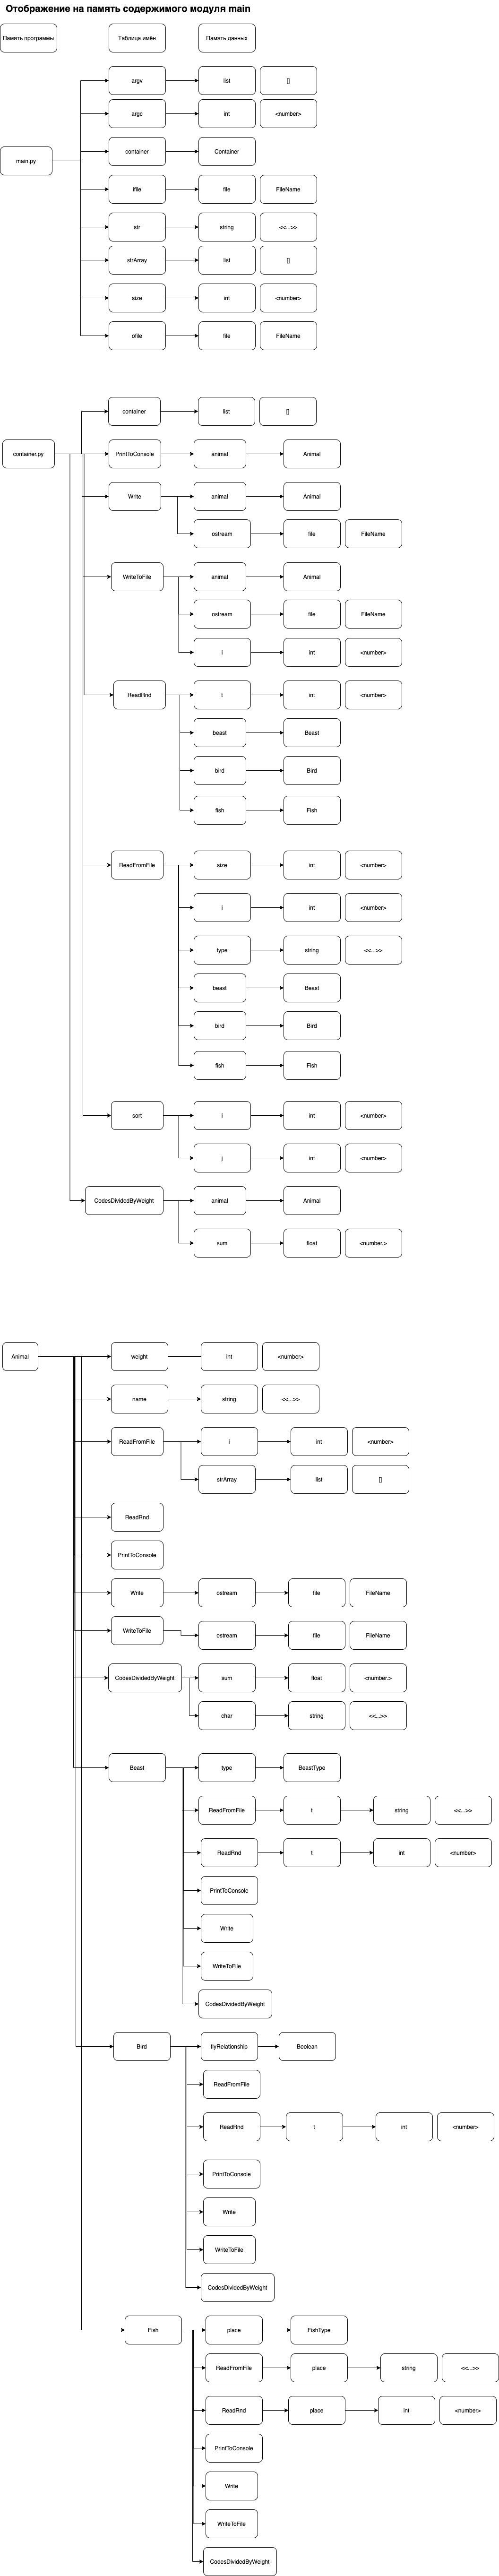 Отображение на память содержимого модуля main
Память программы Таблица имён Память данных
argv list []
argc int <number>
container Container
main.py
ifile file FileName
str string <<...>>
strArray list []
size int <number>
ofile file FileName
container list []
container.py PrintToConsole animal Animal
Write animal Animal
ostream file FileName
WriteToFile animal Animal
ostream file FileName
i int <number>
ReadRnd t int <number>
beast Beast
bird Bird
fish Fish
ReadFromFile size int <number>
i int <number>
type string <<...>>
beast Beast
bird Bird
fish Fish
sort i int <number>
j int <number>
CodesDividedByWeight animal Animal
sum float <number.>
Animal weight int <number>
name string <<...>>
ReadFromFile i int <number>
strArray list []
ReadRnd
PrintToConsole
Write ostream file FileName
WriteToFile ostream file FileName
CodesDividedByWeight sum float <number.>
char string <<...>>
Beast type BeastType
ReadFromFile t string <<...>>
ReadRnd t int <number>
PrintToConsole
Write
WriteToFile
CodesDividedByWeight
Bird flyRelationship Boolean
ReadFromFile
ReadRnd t int <number>
PrintToConsole
Write
WriteToFile
CodesDividedByWeight
Fish place FishType
ReadFromFile place string <<...>>
ReadRnd place int <number>
PrintToConsole
Write
WriteToFile
CodesDividedByWeight